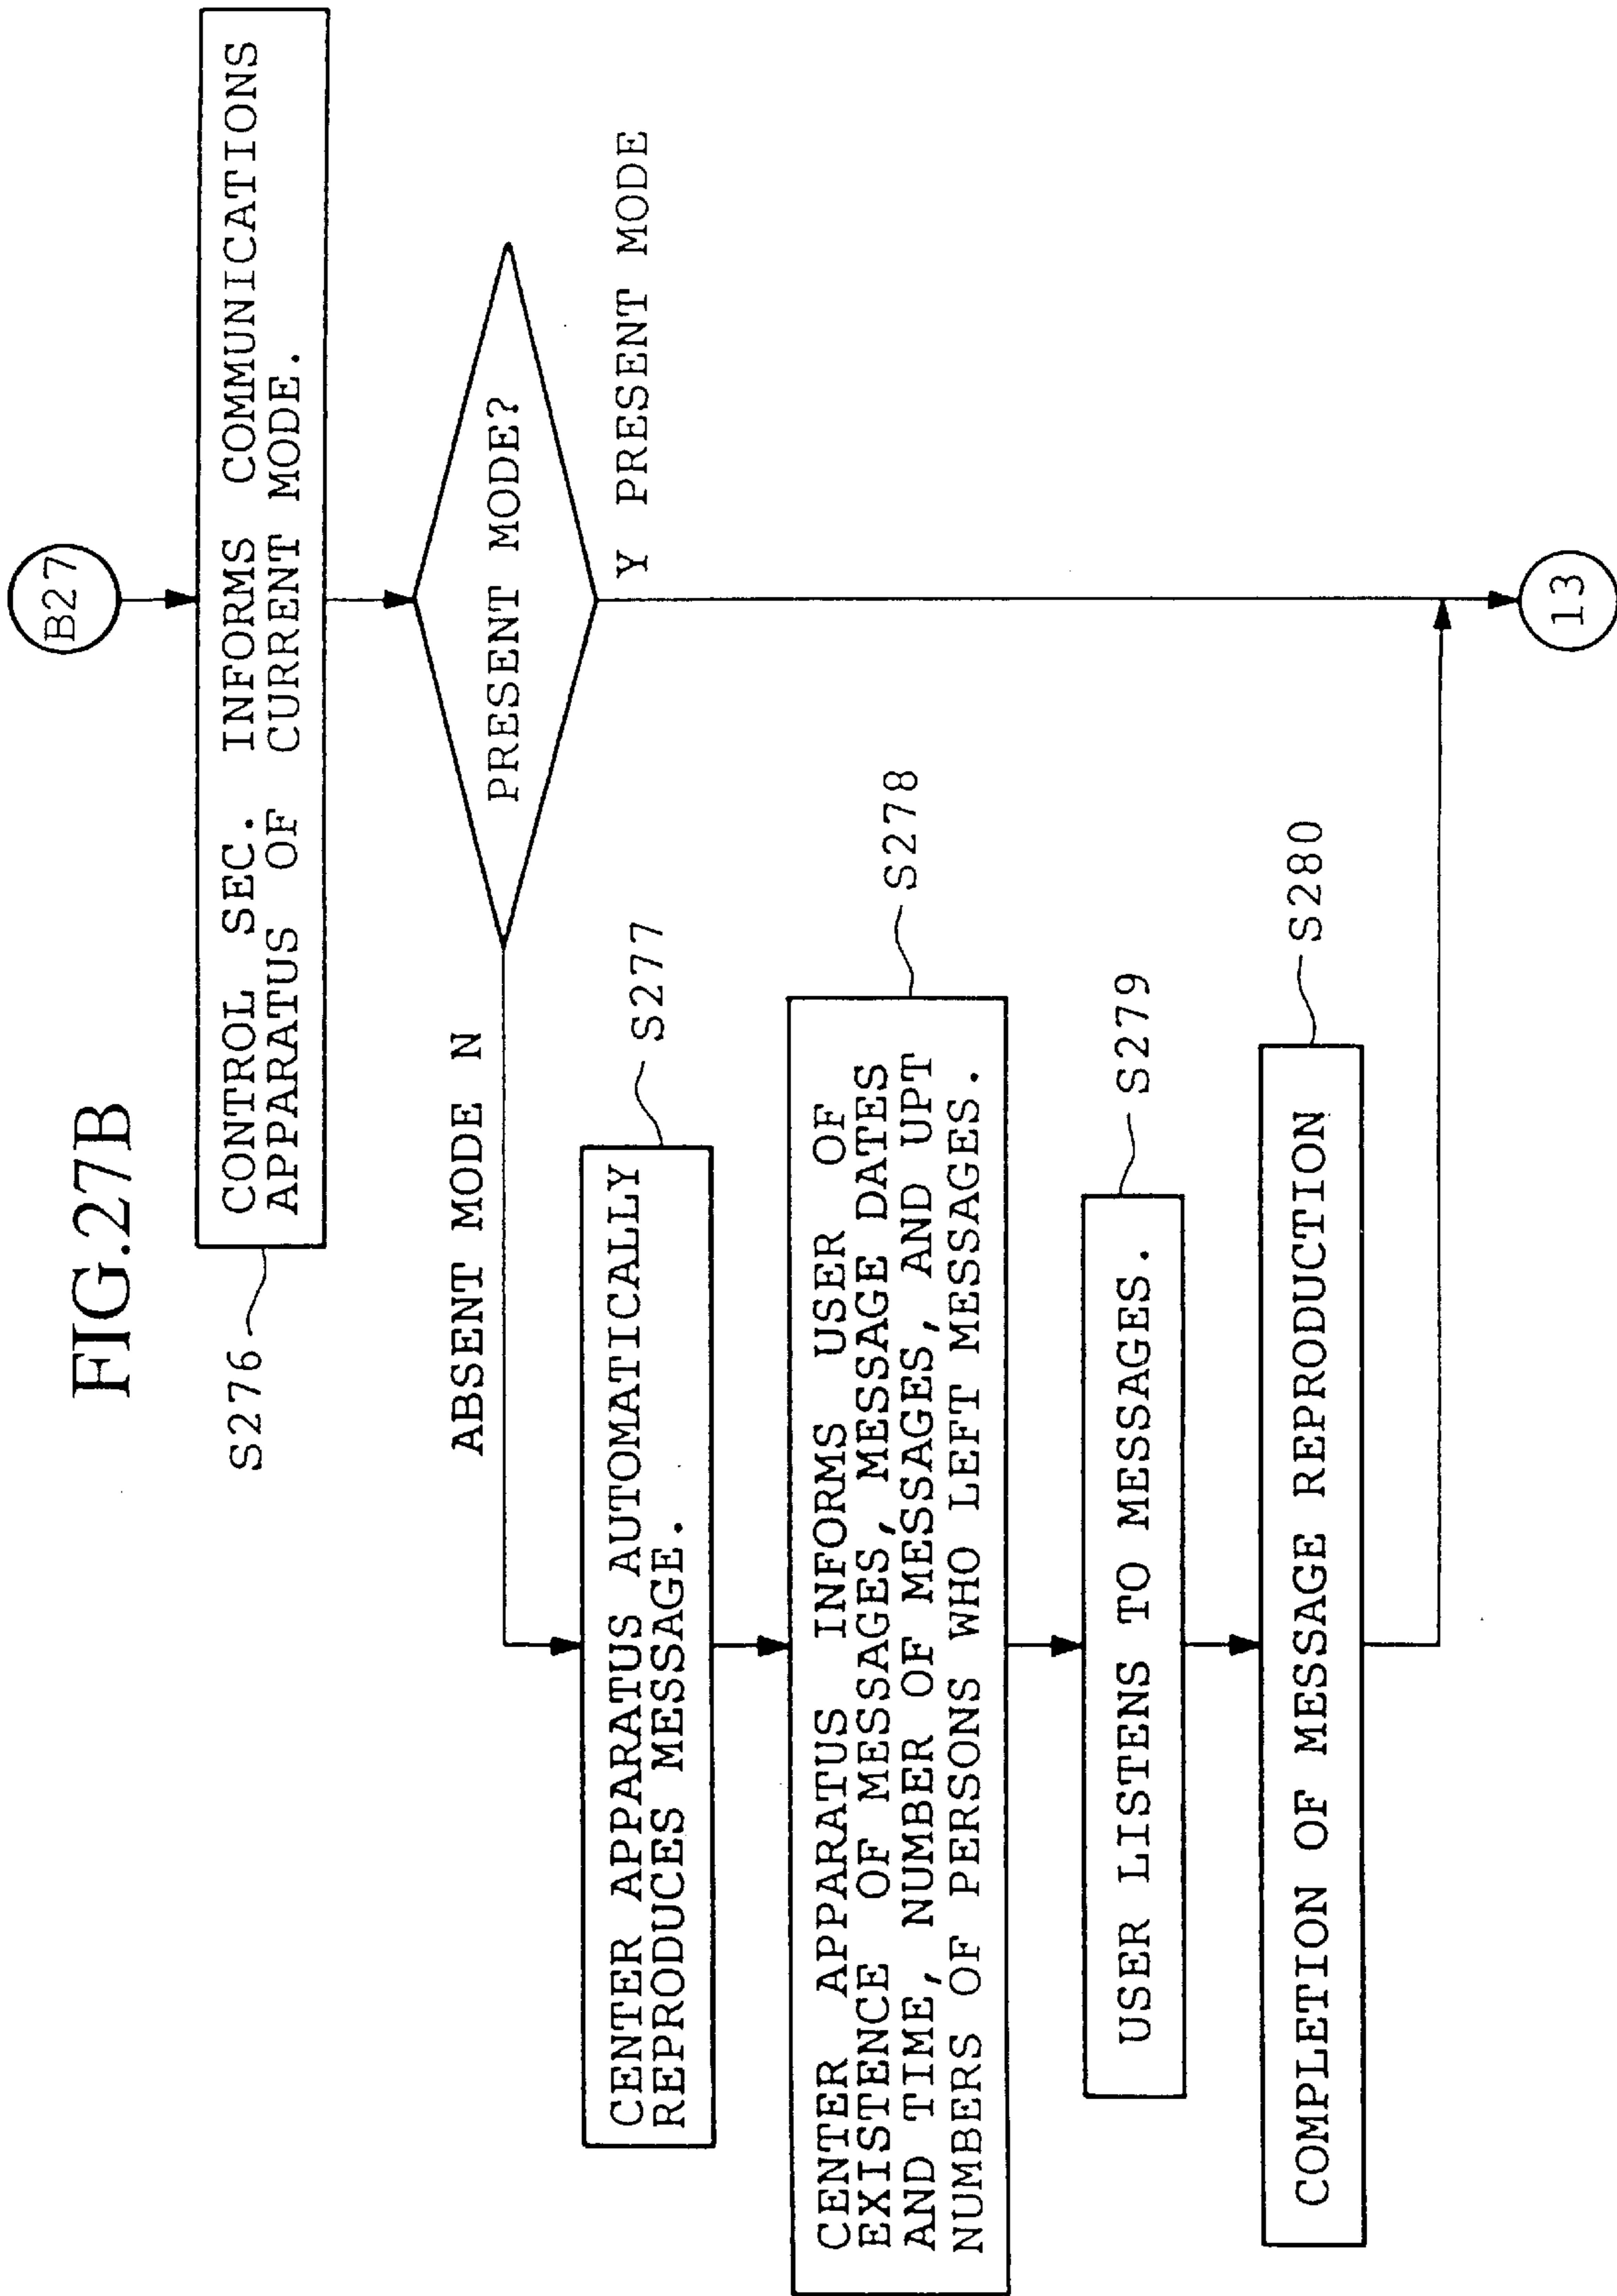 FIG.27B
B27
S276
CONTROL SEC. INFORMS COMMUNICATIONS
APPARATUS OF CURRENT MODE.
PRESENT MODE?
ABSENT MODE N
Y PRESENT MODE
S277
CENTER APPARATUS AUTOMATICALLY
REPRODUCES MESSAGE.
S278
CENTER APPARATUS INFORMS USER OF
EXISTENCE OF MESSAGES, MESSAGE DATES
AND TIME, NUMBER OF MESSAGES, AND UPT
NUMBERS OF PERSONS WHO LEFT MESSAGES.
S279
USER LISTENS TO MESSAGES.
S280
COMPLETION OF MESSAGE REPRODUCTION
13